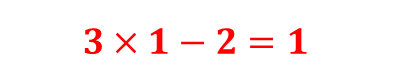 3 × 1 − 2 = 1